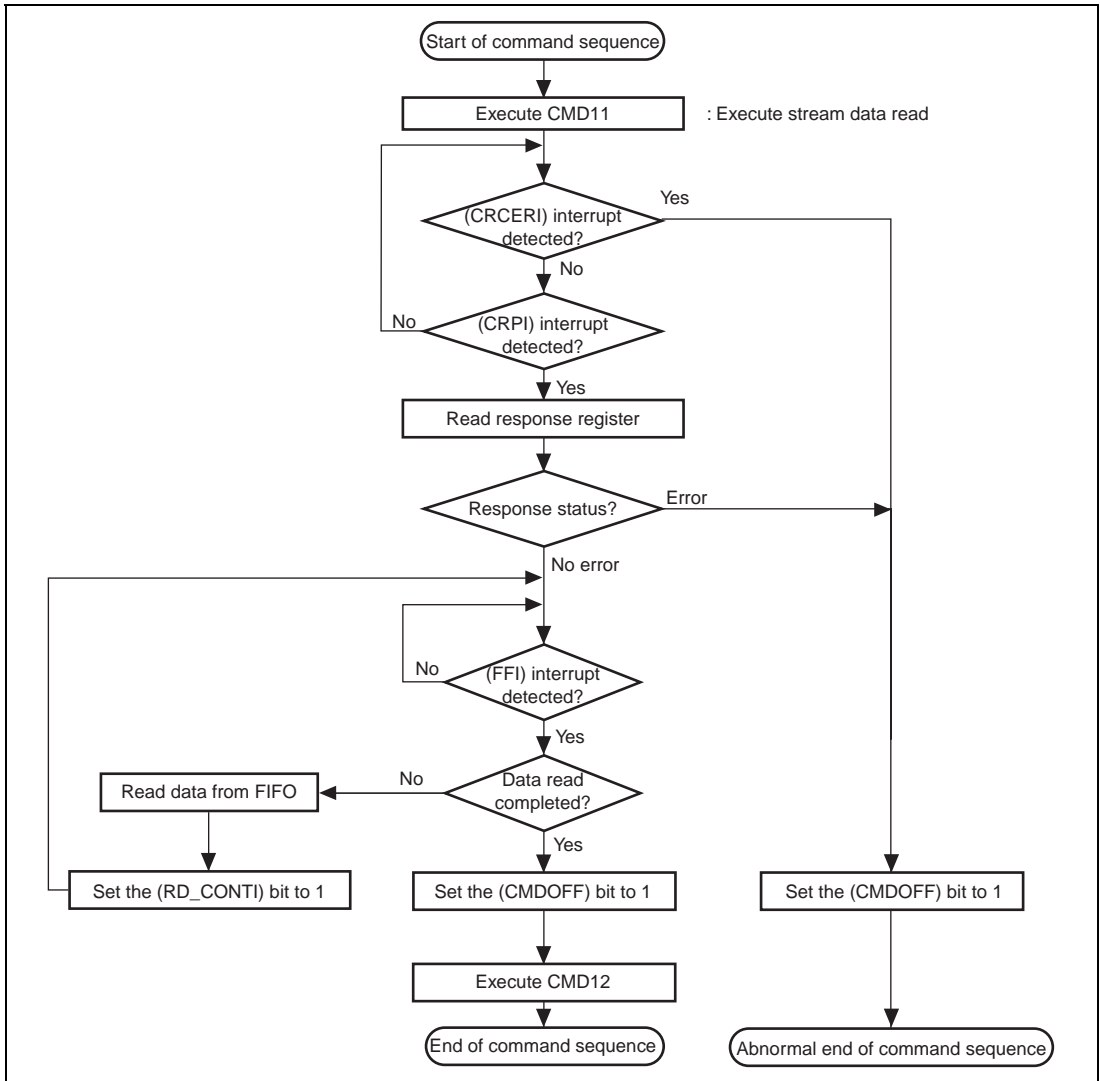 Start of command sequence
Execute CMD11
: Execute stream data read
Yes
(CRCERI) interrupt
detected?
No
No
(CRPI) interrupt
detected?
Yes
Read response register
Response status?
Error
No error
No
(FFI) interrupt
detected?
Yes
Read data from FIFO
No
Data read
completed?
Yes
Set the (RD_CONTI) bit to 1
Set the (CMDOFF) bit to 1
Set the (CMDOFF) bit to 1
Execute CMD12
End of command sequence
Abnormal end of command sequence